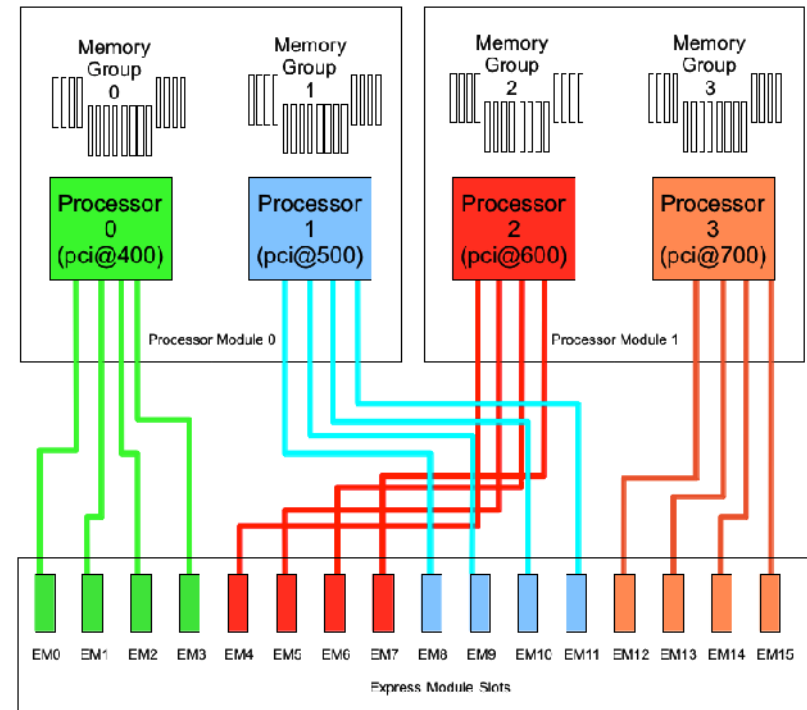 Memory
Group
0
Memory
Group
1
Memory
Group
2
Memory
Group
3
Processor
0
(pci@400)
Processor
1
(pci@500)
Processor
2
(pci@600)
Processor
3
(pci@700)
Processor Module 0
Processor Module 1
EM0 EM1 EM2 EM3 EM4 EM5 EM6 EM7 EM8 EM9 EM10 EM11 EM12 EM13 EM14 EM15
Express Module Slots